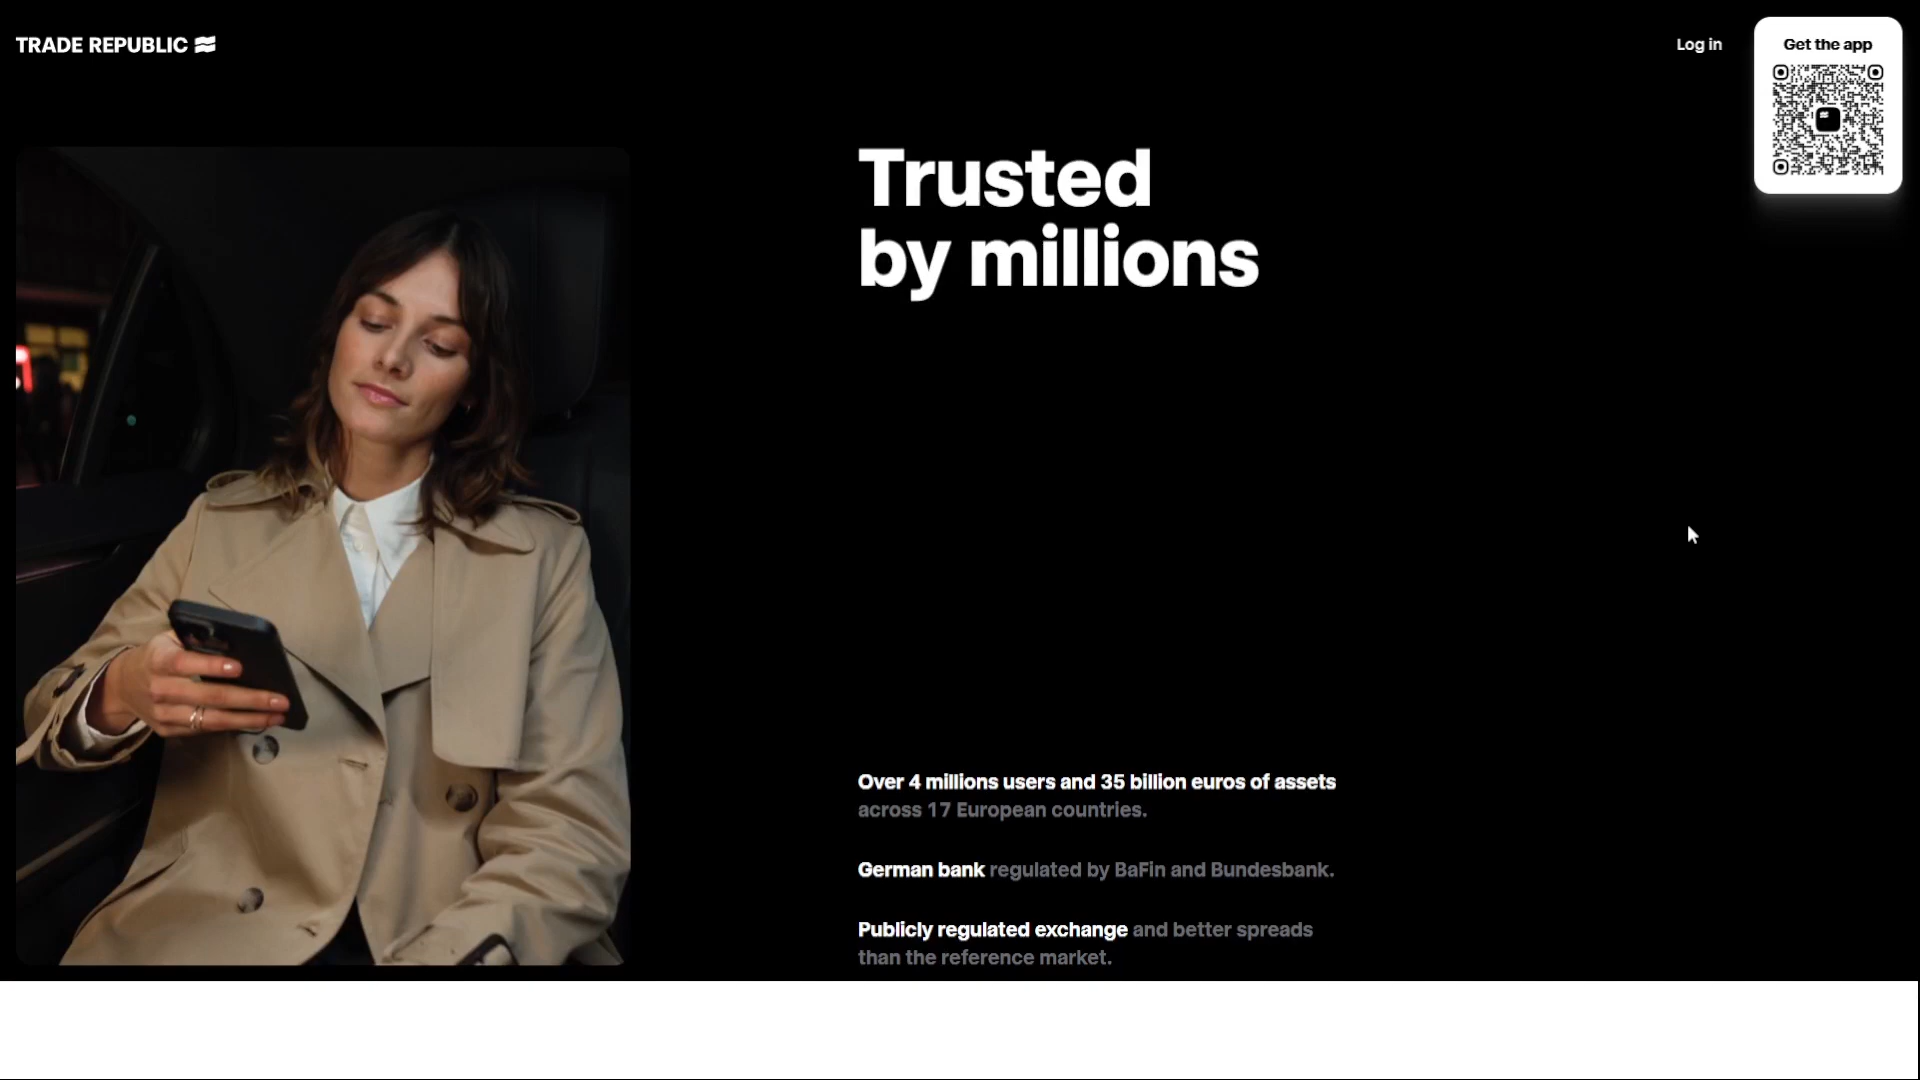 TRADE REPUBLIC
Log in
Get the app
Trusted
by millions
Over 4 millions users and 35 billion euros of assets
across 17 European countries.
German bank regulated by BaFin and Bundesbank.
Publicly regulated exchange and better spreads
than the reference market.